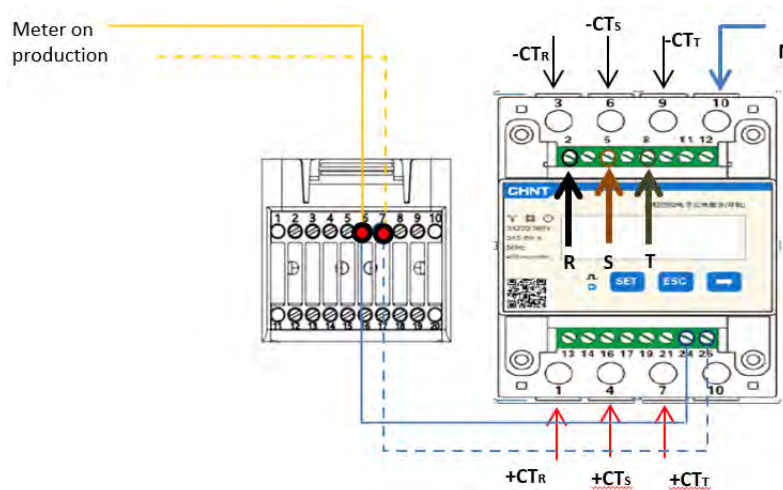 Meter on
production
-CTR
-CTS
-CTT
3 6 9 10
2 5 8 11 12
CHNT
R S T
SET ESC
1 2 3 4 5 6 7 8 9 10
11 12 13 14 15 16 17 18 19 20
13 14 16 17 19 21 24 25
1 4 7 10
+CTR +CTS +CTT